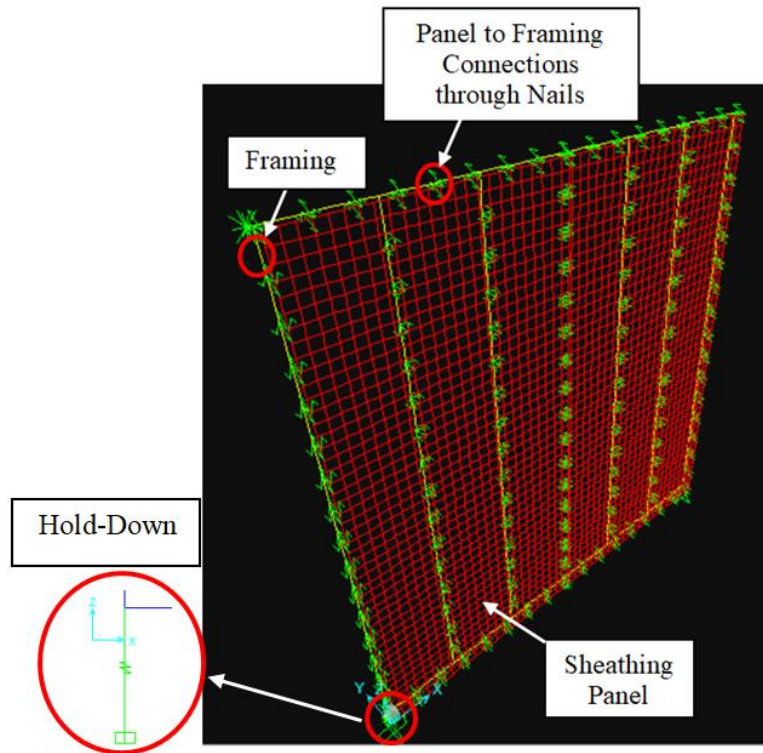 Panel to Framing
Connections
through Nails
Framing
Hold-Down
Z
X
Sheathing
Panel
Y
X